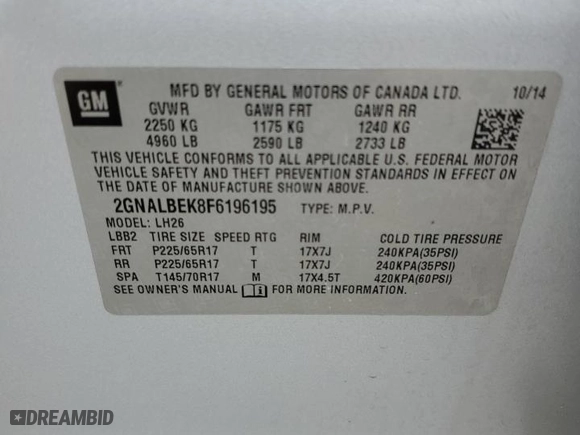 GM
MFD BY GENERAL MOTORS OF CANADA LTD. 10/14
GVWR GAWR FRT GAWR RR
2250 KG 1175 KG 1240 KG
4960 LB 2590 LB 2733 LB
THIS VEHICLE CONFORMS TO ALL APPLICABLE U.S. FEDERAL MOTOR
VEHICLE SAFETY AND THEFT PREVENTION STANDARDS IN EFFECT ON
THE DATE OF MANUFACTURE SHOWN ABOVE.
2GNALBEK8F6196195 TYPE: M.P.V.
MODEL: LH26
LBB2 TIRE SIZE SPEED RTG RIM COLD TIRE PRESSURE
FRT P225/65R17 T 17X7J 240KPA(35PSI)
RR P225/65R17 T 17X7J 240KPA(35PSI)
SPA T145/70R17 M 17X4.5T 420KPA(60PSI)
SEE OWNER'S MANUAL FOR MORE INFORMATION.
DREAMBID